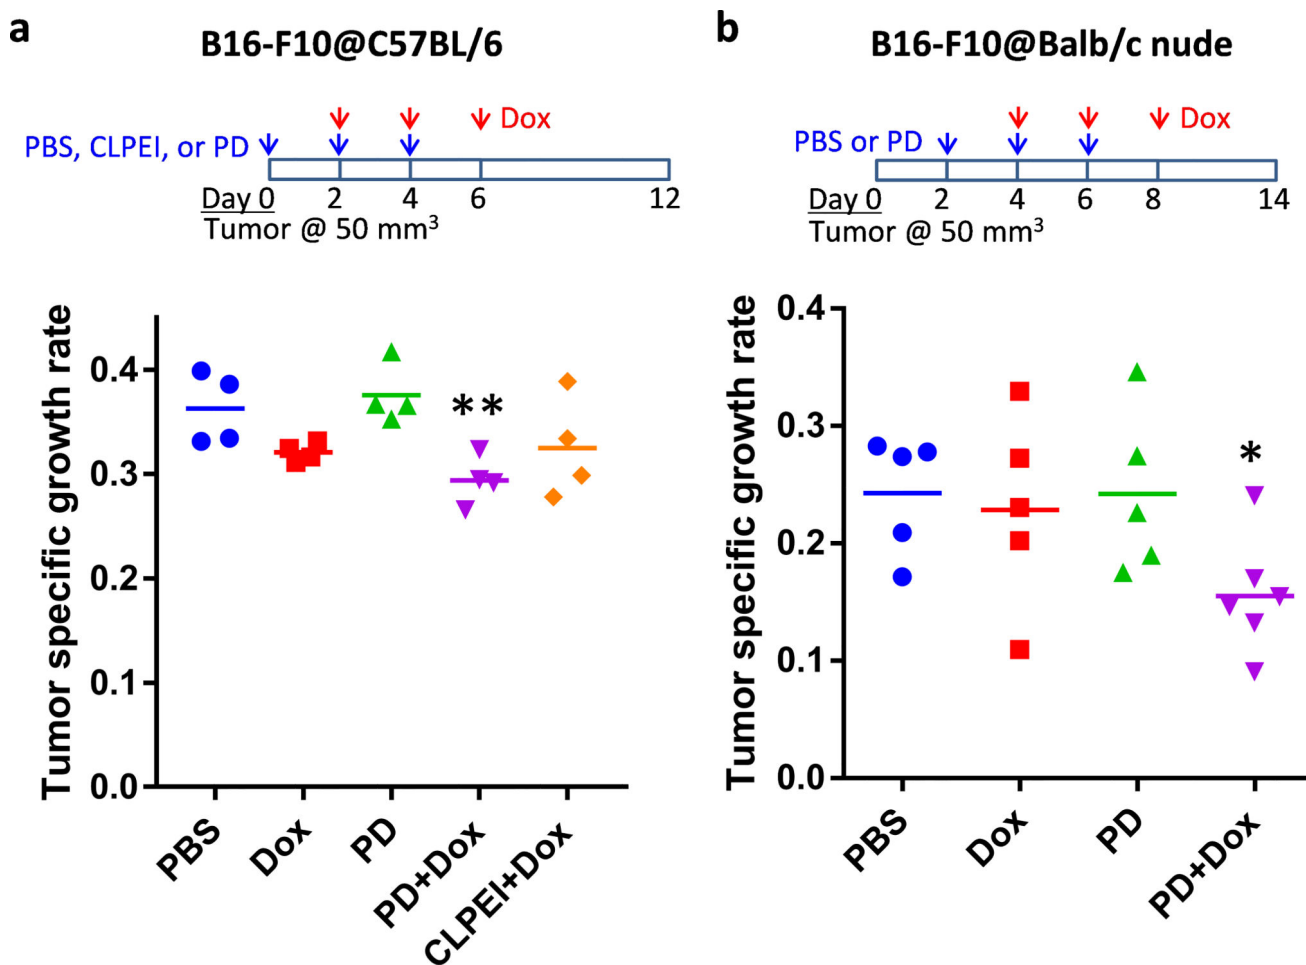 a
B16-F10@C57BL/6
Dox
PBS, CLPEI, or PD
Day 0 2 4 6 12
Tumor @ 50 mm³
Tumor specific growth rate
0.4
0.3
0.2
0.1
0.0
**
PBS
Dox
PD
PD+Dox
CLPEI+Dox
b
B16-F10@Balb/c nude
Dox
PBS or PD
Day 0 2 4 6 8 14
Tumor @ 50 mm³
Tumor specific growth rate
0.4
0.3
0.2
0.1
0.0
*
PBS
Dox
PD
PD+Dox